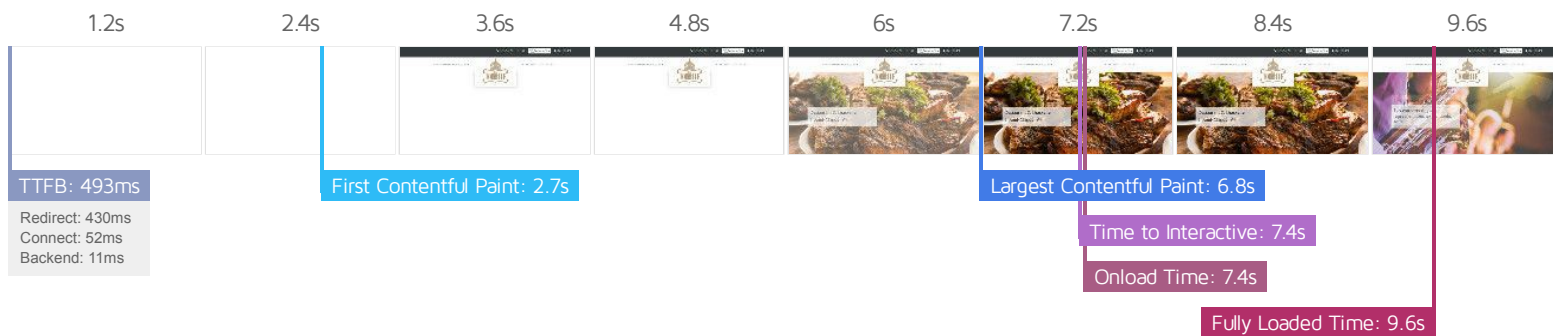 1.2s
2.4s
3.6s
4.8s
6s
7.2s
8.4s
9.6s
TTFB: 493ms
Redirect: 430ms
Connect: 52ms
Backend: 11ms
First Contentful Paint: 2.7s
Largest Contentful Paint: 6.8s
Time to Interactive: 7.4s
Onload Time: 7.4s
Fully Loaded Time: 9.6s